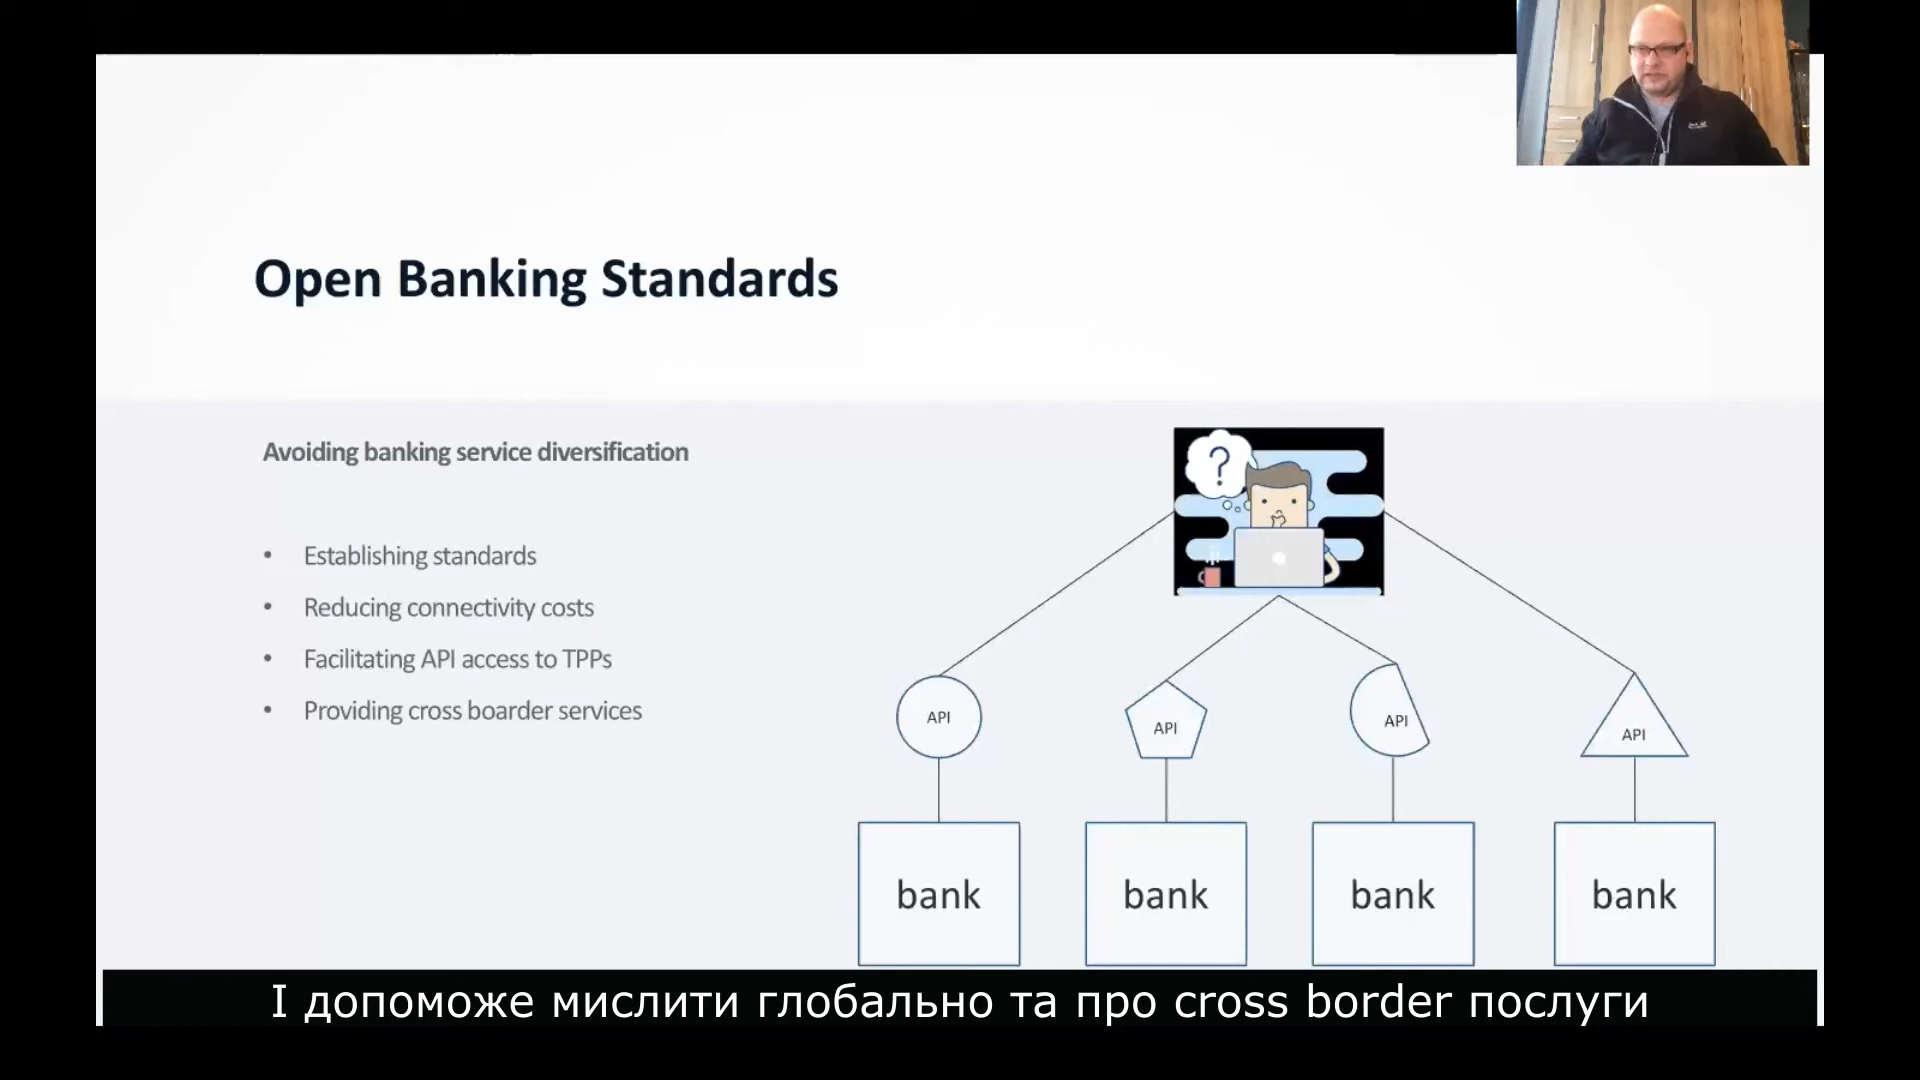 Open Banking Standards
Avoiding banking service diversification
• Establishing standards
• Reducing connectivity costs
• Facilitating API access to TPPs
• Providing cross boarder services
?
API
API
API
API
bank
bank
bank
bank
І допоможе мислити глобально та про cross border послуги